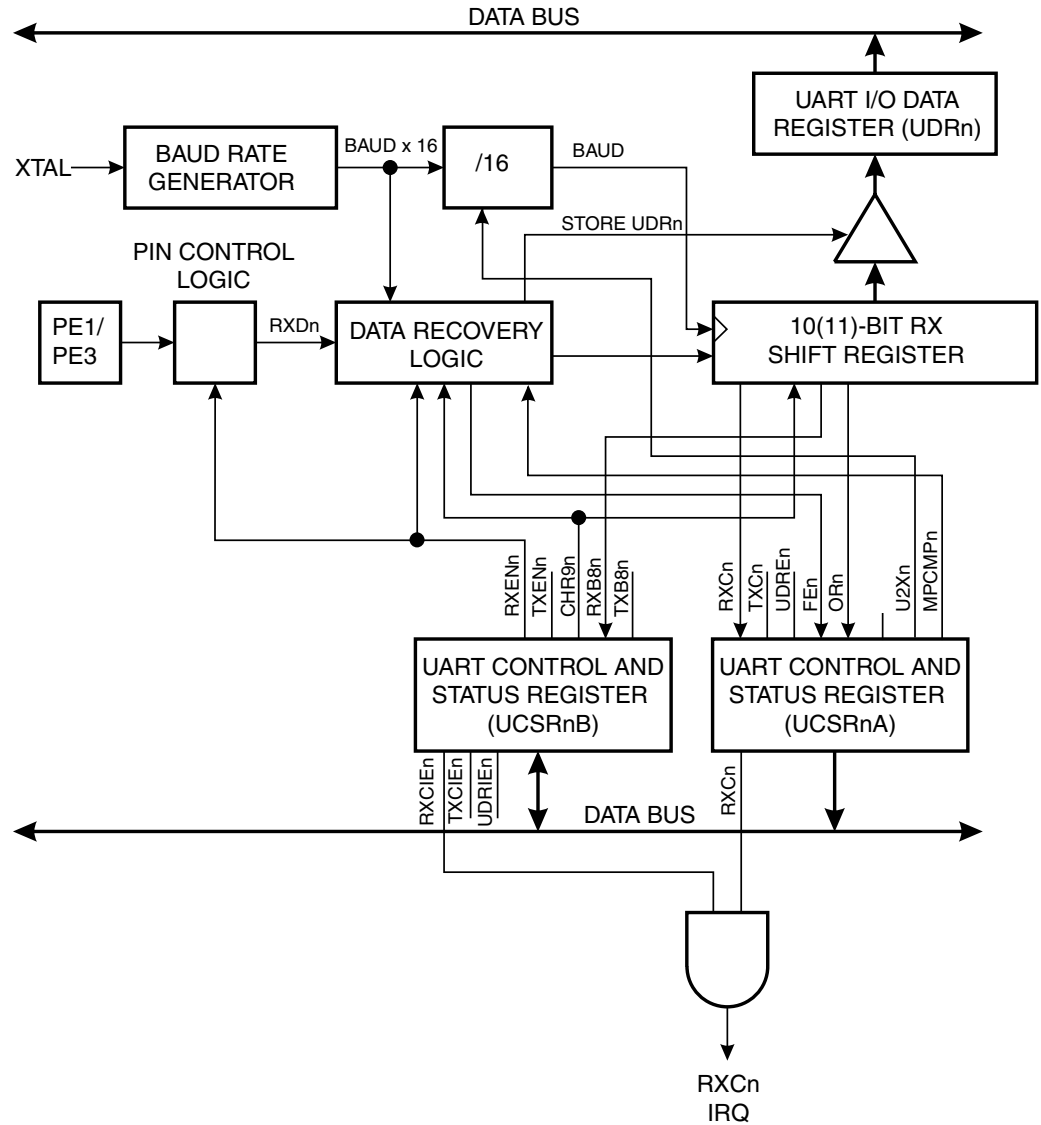 DATA BUS
UART I/O DATA
REGISTER (UDRn)
XTAL
BAUD RATE
GENERATOR
BAUD x 16
/16
BAUD
STORE UDRn
PIN CONTROL
LOGIC
PE1/
PE3
RXDn
DATA RECOVERY
LOGIC
10(11)-BIT RX
SHIFT REGISTER
RXENn
TXENn
CHR9n
RXB8n
TXB8n
RXCn
TXCn
UDREn
FEn
ORn
U2Xn
MPCMPn
UART CONTROL AND
STATUS REGISTER
(UCSRnB)
UART CONTROL AND
STATUS REGISTER
(UCSRnA)
RXCIEn
TXCIEn
UDRIEn
RXCn
DATA BUS
RXCn
IRQ